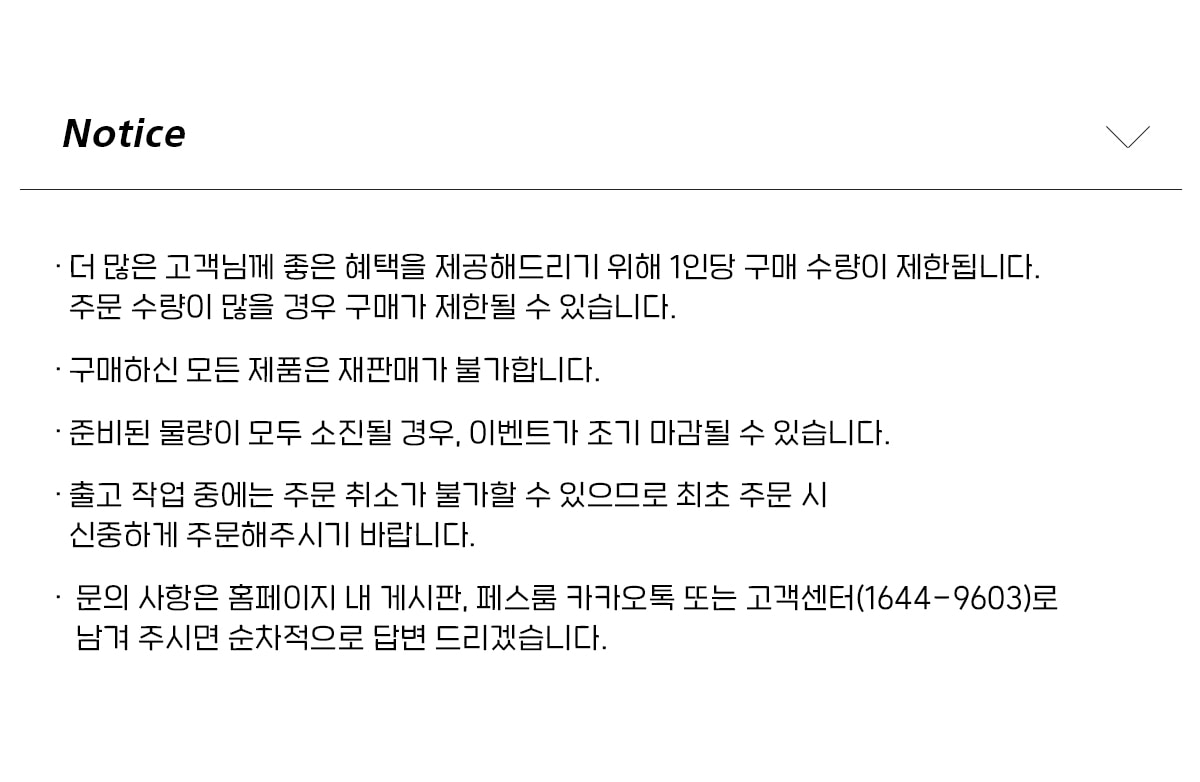 Notice
· 더 많은 고객님께 좋은 혜택을 제공해드리기 위해 1인당 구매 수량이 제한됩니다.
주문 수량이 많을 경우 구매가 제한될 수 있습니다.
· 구매하신 모든 제품은 재판매가 불가합니다.
· 준비된 물량이 모두 소진될 경우, 이벤트가 조기 마감될 수 있습니다.
· 출고 작업 중에는 주문 취소가 불가할 수 있으므로 최초 주문 시
신중하게 주문해주시기 바랍니다.
· 문의 사항은 홈페이지 내 게시판, 페스룸 카카오톡 또는 고객센터(1644-9603)로
남겨 주시면 순차적으로 답변 드리겠습니다.